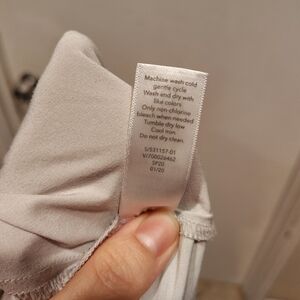 Machine wash cold
gentle cycle
Wash and dry with
like colors
Only non-chlorine
bleach when needed
Tumble dry low
Cool iron.
Do not dry clean.
S/531157-01
V/700026462
SP20
01/20